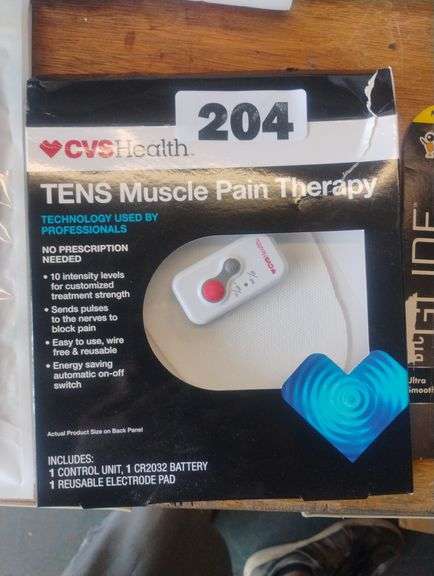 204
CVSHealth™
TENS Muscle Pain Therapy
TECHNOLOGY USED BY
PROFESSIONALS
NO PRESCRIPTION
NEEDED
• 10 intensity levels
for customized
treatment strength
• Sends pulses
to the nerves to
block pain
• Easy to use, wire
free & reusable
• Energy saving
automatic on-off
switch
CVSHealth
Actual Product Size on Back Panel
INCLUDES:
1 CONTROL UNIT, 1 CR2032 BATTERY
1 REUSABLE ELECTRODE PAD
Ultra